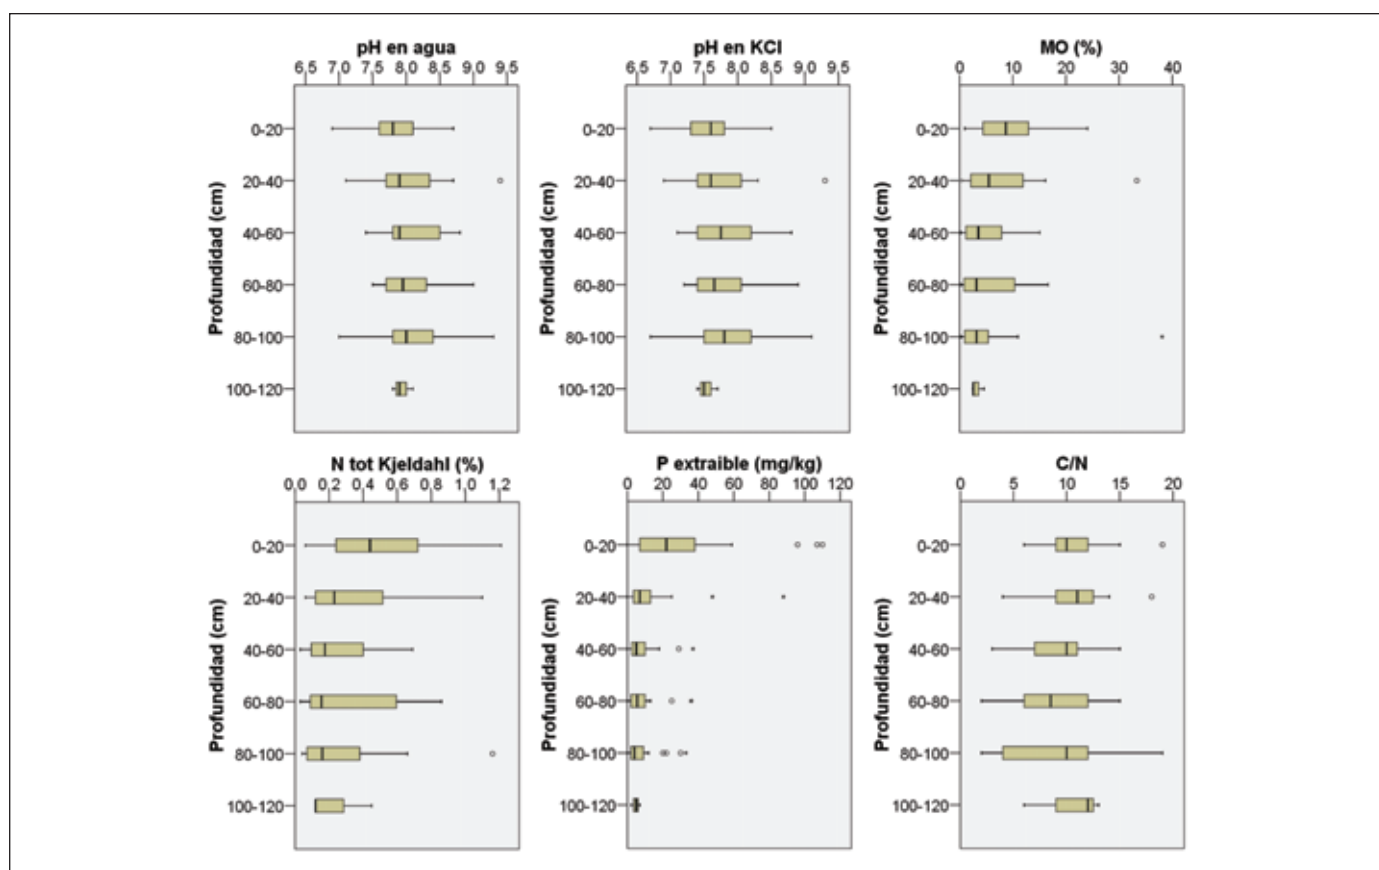 pH en agua
6,5 7,0 7,5 8,0 8,5 9,0 9,5
Profundidad (cm)
0-20
20-40
40-60
60-80
80-100
100-120
pH en KCl
6,5 7,0 7,5 8,0 8,5 9,0 9,5
Profundidad (cm)
0-20
20-40
40-60
60-80
80-100
100-120
MO (%)
0 10 20 30 40
Profundidad (cm)
0-20
20-40
40-60
60-80
80-100
100-120
N tot Kjeldahl (%)
0,0 0,2 0,4 0,6 0,8 1,0 1,2
Profundidad (cm)
0-20
20-40
40-60
60-80
80-100
100-120
P extraible (mg/kg)
0 20 40 60 80 100 120
Profundidad (cm)
0-20
20-40
40-60
60-80
80-100
100-120
C/N
0 5 10 15 20
Profundidad (cm)
0-20
20-40
40-60
60-80
80-100
100-120